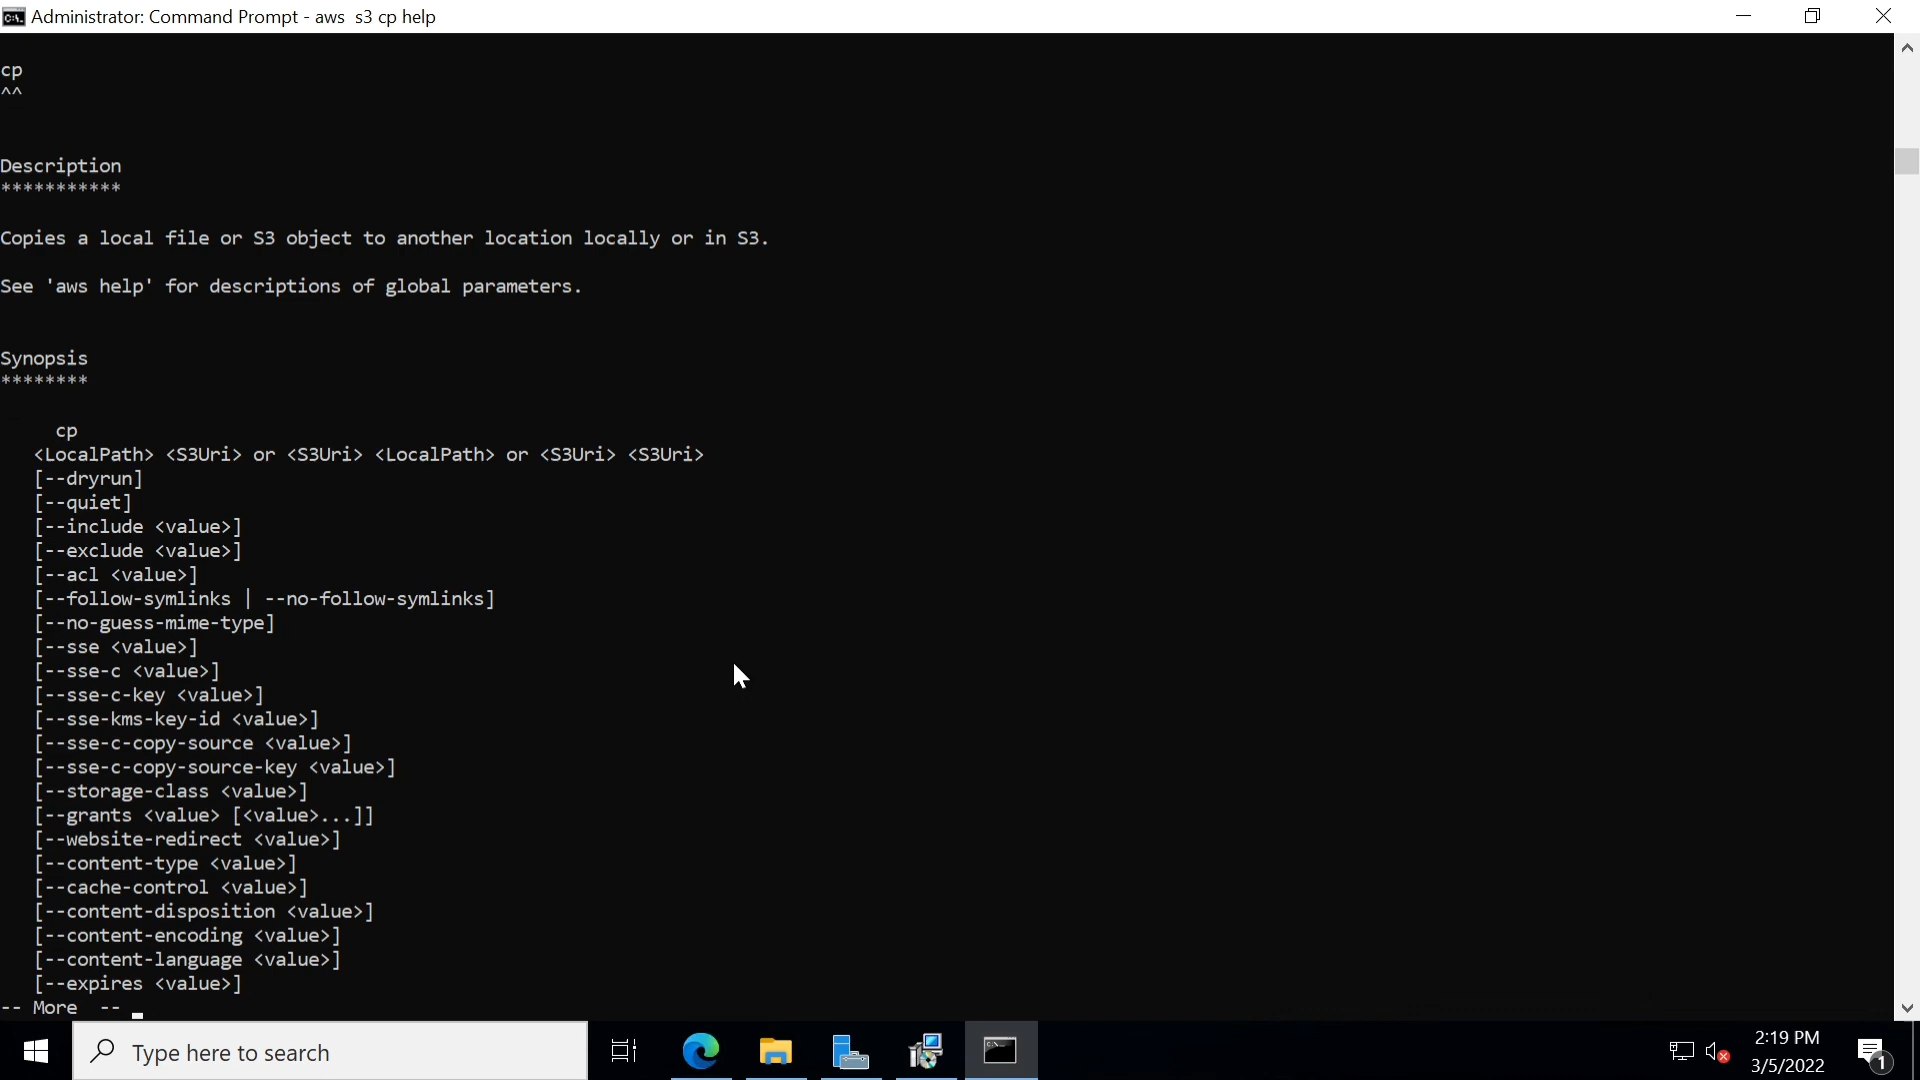 Administrator: Command Prompt - aws  s3 cp help
cp
^^
Description
***********
Copies a local file or S3 object to another location locally or in S3.
See 'aws help' for descriptions of global parameters.
Synopsis
********
cp
<LocalPath> <S3Uri> or <S3Uri> <LocalPath> or <S3Uri> <S3Uri>
[--dryrun]
[--quiet]
[--include <value>]
[--exclude <value>]
[--acl <value>]
[--follow-symlinks | --no-follow-symlinks]
[--no-guess-mime-type]
[--sse <value>]
[--sse-c <value>]
[--sse-c-key <value>]
[--sse-kms-key-id <value>]
[--sse-c-copy-source <value>]
[--sse-c-copy-source-key <value>]
[--storage-class <value>]
[--grants <value> [<value>...]]
[--website-redirect <value>]
[--content-type <value>]
[--cache-control <value>]
[--content-disposition <value>]
[--content-encoding <value>]
[--content-language <value>]
[--expires <value>]
-- More  --
Type here to search
2:19 PM
3/5/2022
1